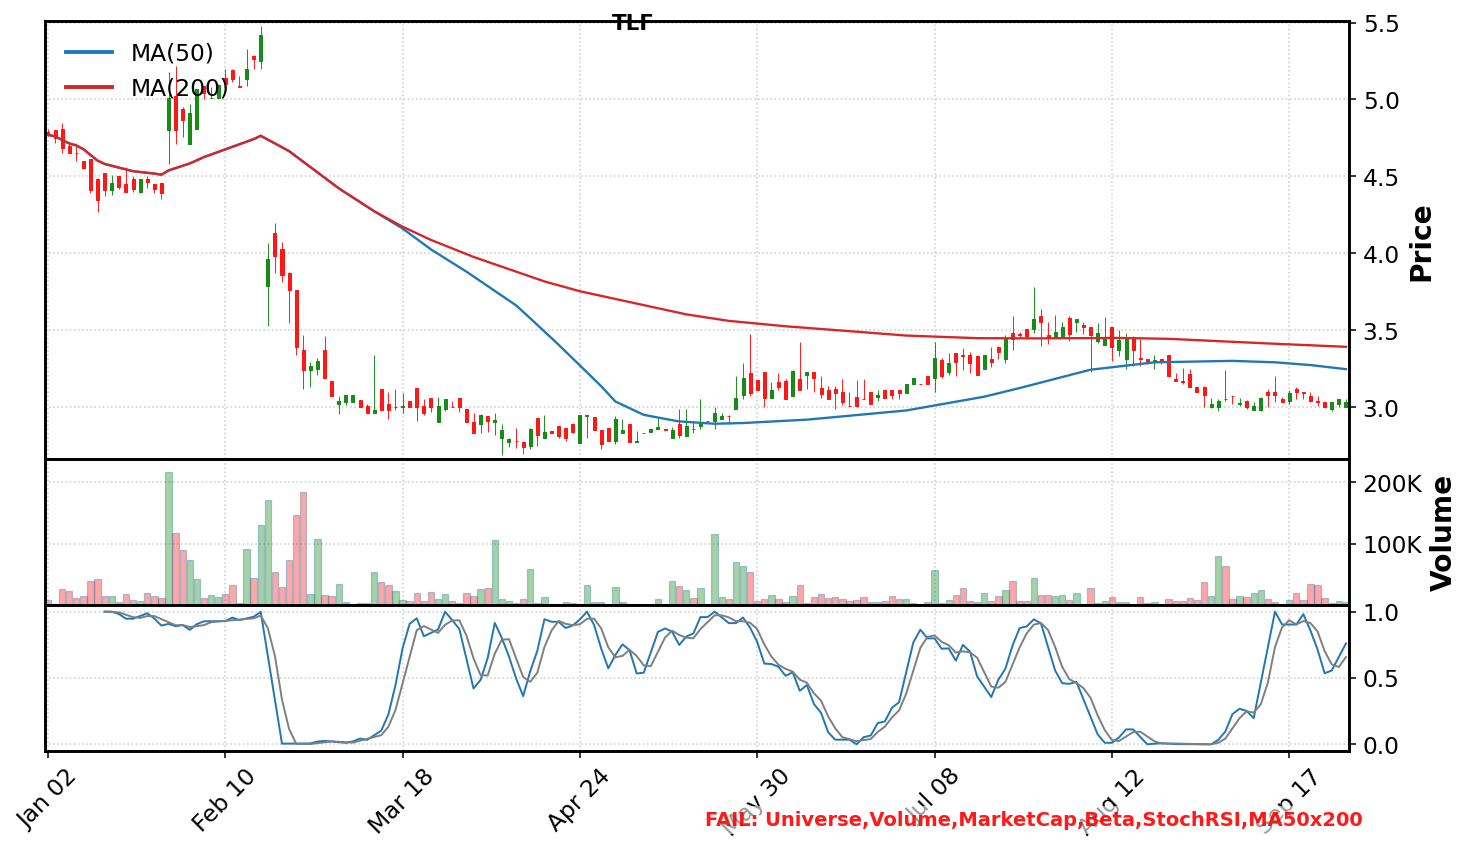 TLF
MA(50)
MA(200)
5.5
5.0
4.5
4.0
3.5
3.0
Price
200K
100K
Volume
1.0
0.5
0.0
Jan 02
Feb 10
Mar 18
Apr 24
May 30
Jul 08
Aug 12
Sep 17
FAIL: Universe,Volume,MarketCap,Beta,StochRSI,MA50x200